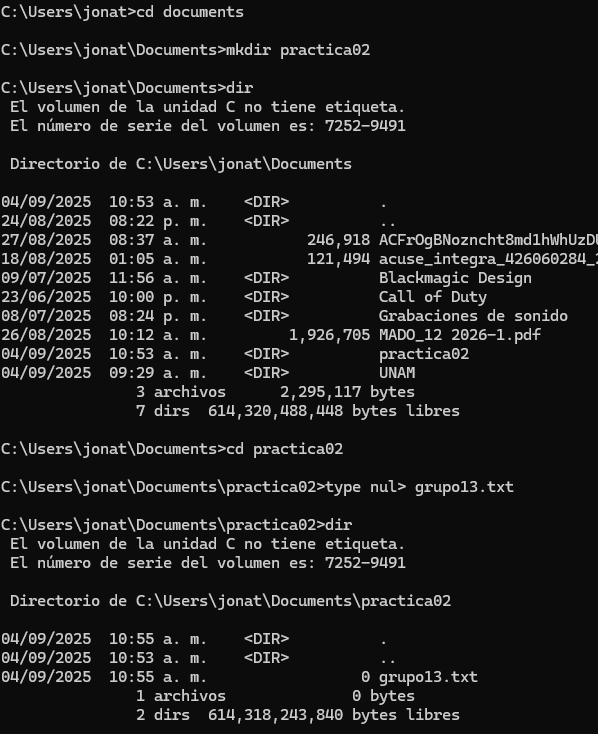 C:\Users\jonat>cd documents
C:\Users\jonat\Documents>mkdir practica02
C:\Users\jonat\Documents>dir
El volumen de la unidad C no tiene etiqueta.
El número de serie del volumen es: 7252-9491
Directorio de C:\Users\jonat\Documents
04/09/2025  10:53 a. m.    <DIR>          .
24/08/2025  08:22 p. m.    <DIR>          ..
27/08/2025  08:37 a. m.           246,918 ACFrOgBNozncht8md1hWhUzDU
18/08/2025  01:05 a. m.           121,494 acuse_integra_426060284_2
09/07/2025  11:56 a. m.    <DIR>          Blackmagic Design
23/06/2025  10:00 p. m.    <DIR>          Call of Duty
08/07/2025  08:24 p. m.    <DIR>          Grabaciones de sonido
26/08/2025  10:12 a. m.         1,926,705 MADO_12 2026-1.pdf
04/09/2025  10:53 a. m.    <DIR>          practica02
04/09/2025  09:29 a. m.    <DIR>          UNAM
3 archivos      2,295,117 bytes
7 dirs  614,320,488,448 bytes libres
C:\Users\jonat\Documents>cd practica02
C:\Users\jonat\Documents\practica02>type nul> grupo13.txt
C:\Users\jonat\Documents\practica02>dir
El volumen de la unidad C no tiene etiqueta.
El número de serie del volumen es: 7252-9491
Directorio de C:\Users\jonat\Documents\practica02
04/09/2025  10:55 a. m.    <DIR>          .
04/09/2025  10:53 a. m.    <DIR>          ..
04/09/2025  10:55 a. m.                 0 grupo13.txt
1 archivos              0 bytes
2 dirs  614,318,243,840 bytes libres